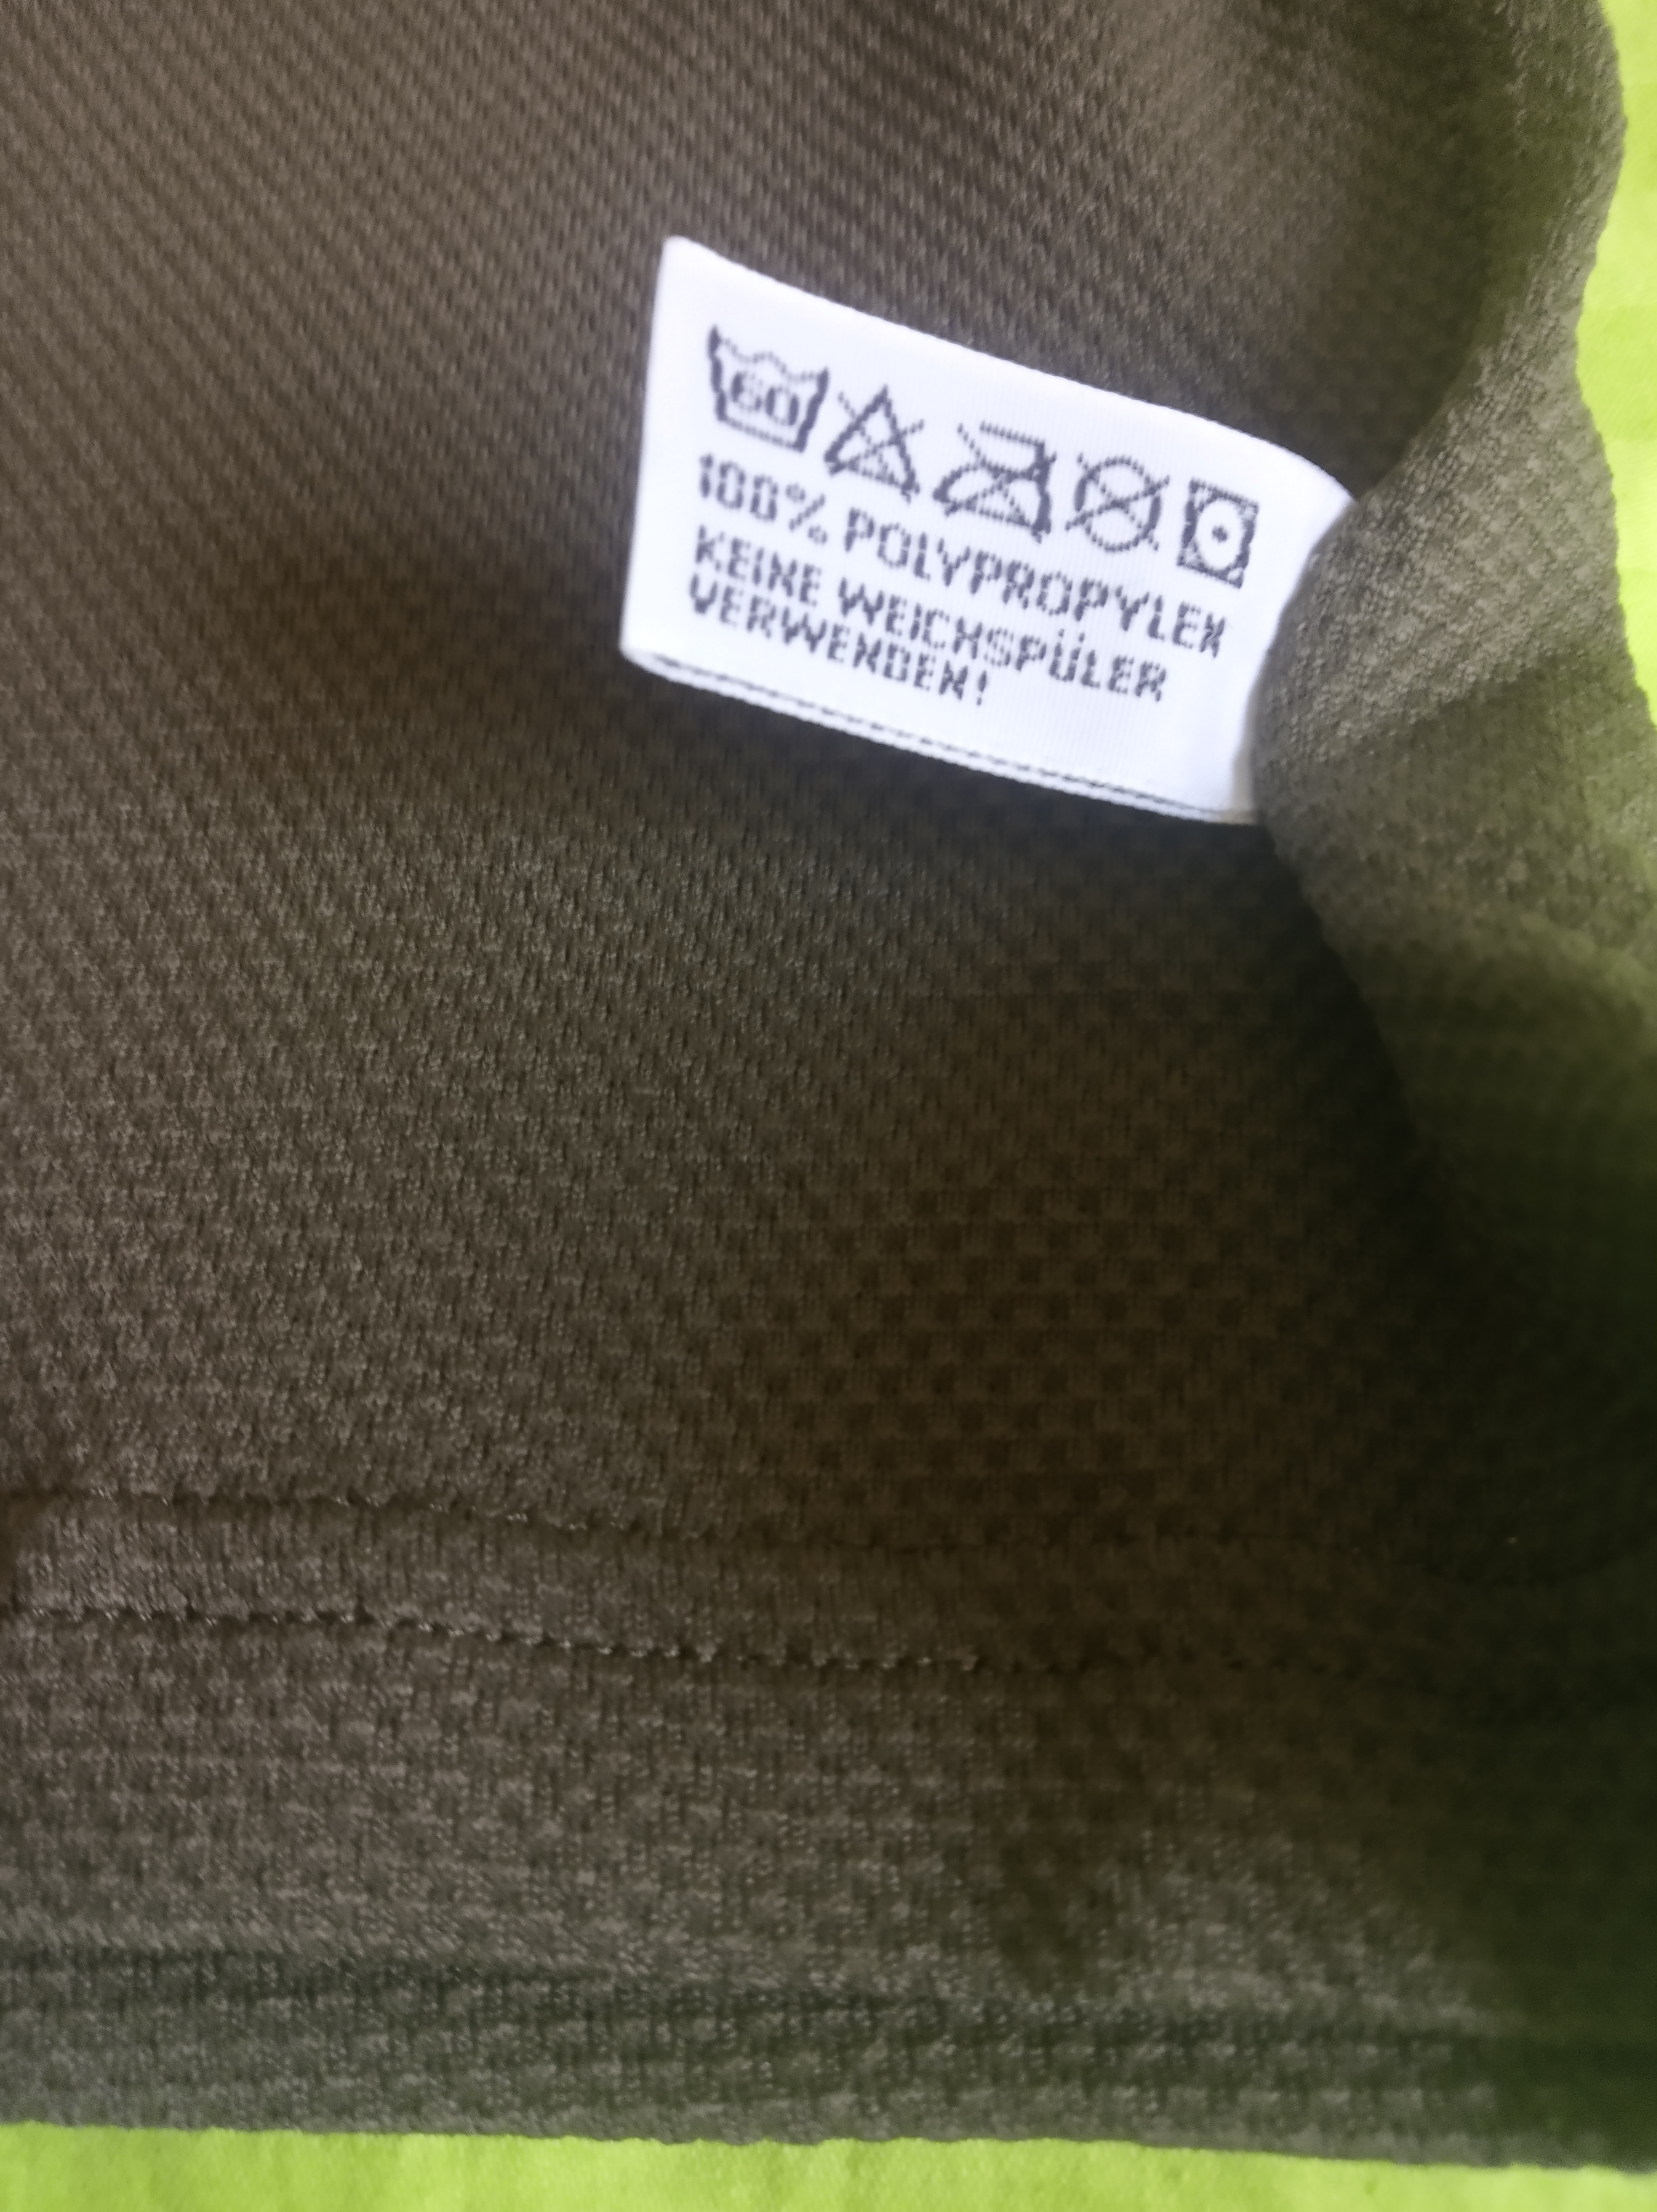 60
100% POLYPROPYLEN
KEINE WEICHSPÜLER
VERWENDEN!